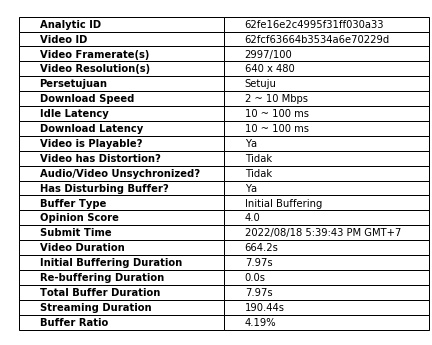 Analytic ID 62fe16e2c4995f31ff030a33
Video ID 62fcf63664b3534a6e70229d
Video Framerate(s) 2997/100
Video Resolution(s) 640 x 480
Persetujuan Setuju
Download Speed 2 ~ 10 Mbps
Idle Latency 10 ~ 100 ms
Download Latency 10 ~ 100 ms
Video is Playable? Ya
Video has Distortion? Tidak
Audio/Video Unsychronized? Tidak
Has Disturbing Buffer? Ya
Buffer Type Initial Buffering
Opinion Score 4.0
Submit Time 2022/08/18 5:39:43 PM GMT+7
Video Duration 664.2s
Initial Buffering Duration 7.97s
Re-buffering Duration 0.0s
Total Buffer Duration 7.97s
Streaming Duration 190.44s
Buffer Ratio 4.19%